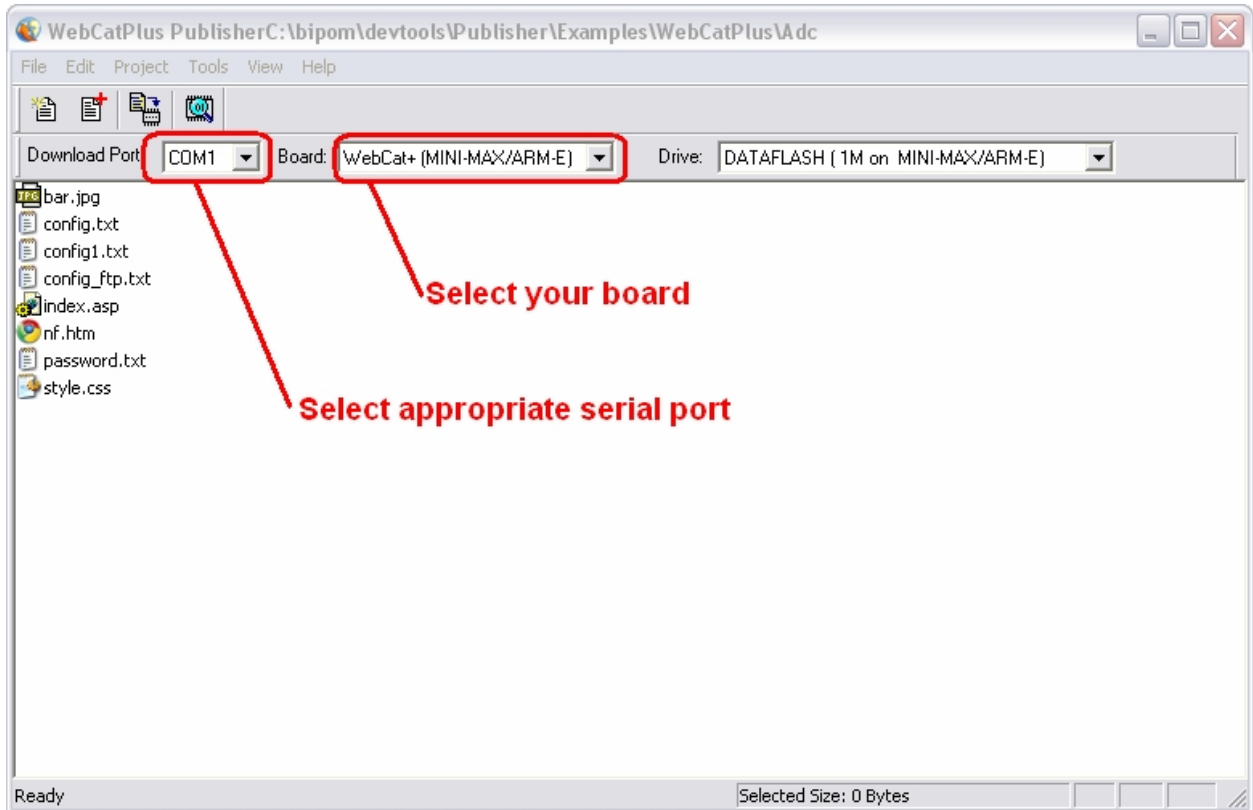 WebCatPlus PublisherC:\bipom\devtools\Publisher\Examples\WebCatPlus\Adc
File Edit Project Tools View Help
Download Port COM1 Board: WebCat+ (MINI-MAX/ARM-E) Drive: DATAFLASH ( 1M on MINI-MAX/ARM-E)
bar.jpg
config.txt
config1.txt
config_ftp.txt
index.asp
nf.htm
password.txt
style.css
Select your board
Select appropriate serial port
Ready Selected Size: 0 Bytes